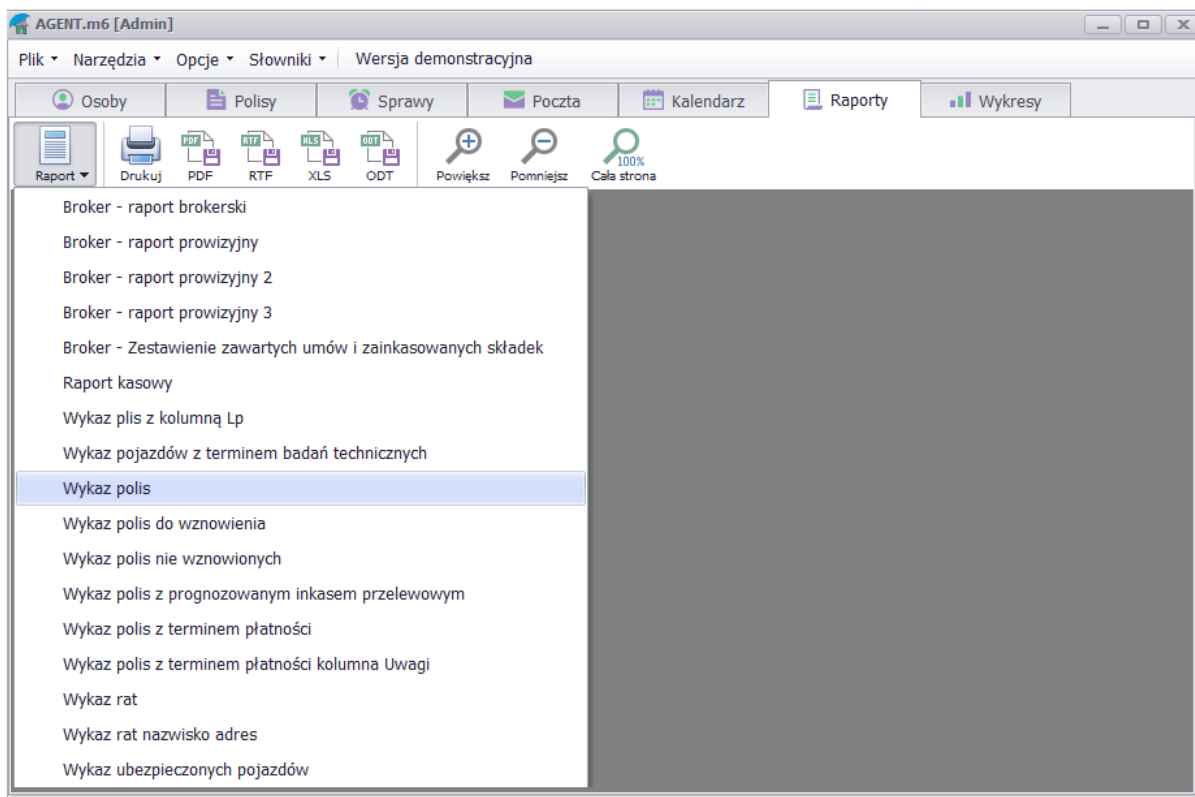 AGENT.m6 [Admin]
Plik Narzędzia Opcje Słowniki Wersja demonstracyjna
Osoby Polisy Sprawy Poczta Kalendarz Raporty Wykresy
PDF RTF XLS ODT
100%
Raport Drukuj PDF RTF XLS ODT Powiększ Pomniejsz Cała strona
Broker - raport brokerski
Broker - raport prowizyjny
Broker - raport prowizyjny 2
Broker - raport prowizyjny 3
Broker - Zestawienie zawartych umów i zainkasowanych składek
Raport kasowy
Wykaz plis z kolumną Lp
Wykaz pojazdów z terminem badań technicznych
Wykaz polis
Wykaz polis do wznowienia
Wykaz polis nie wznowionych
Wykaz polis z prognozowanym inkasem przelewowym
Wykaz polis z terminem płatności
Wykaz polis z terminem płatności kolumna Uwagi
Wykaz rat
Wykaz rat nazwisko adres
Wykaz ubezpieczonych pojazdów